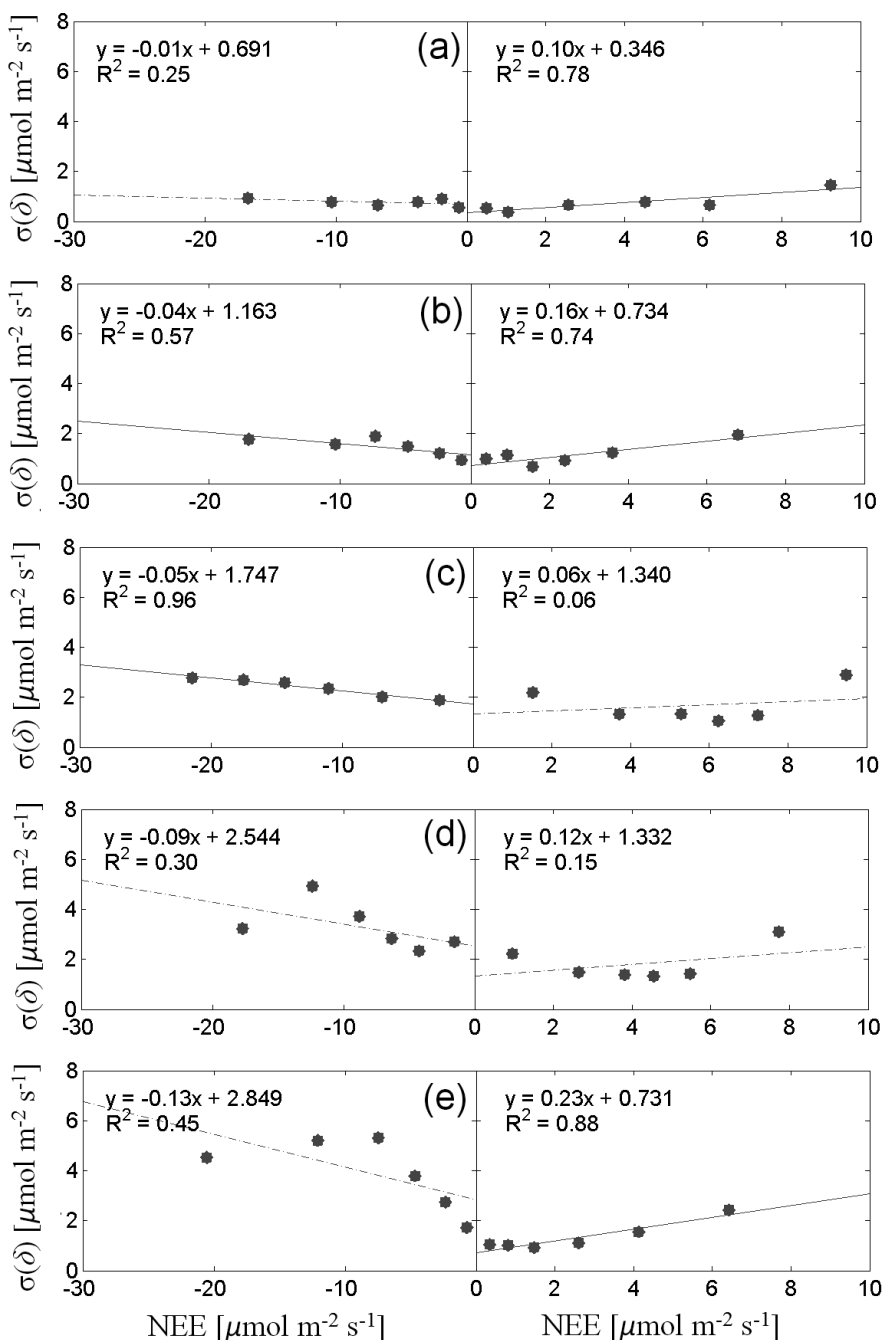 8
6
4
2
0
σ(δ) [μmol m⁻² s⁻¹]
y = -0.01x + 0.691
R² = 0.25
(a)
y = 0.10x + 0.346
R² = 0.78
-30 -20 -10 0 2 4 6 8 10
8
6
4
2
0
σ(δ) [μmol m⁻² s⁻¹]
y = -0.04x + 1.163
R² = 0.57
(b)
y = 0.16x + 0.734
R² = 0.74
-30 -20 -10 0 2 4 6 8 10
8
6
4
2
0
σ(δ) [μmol m⁻² s⁻¹]
y = -0.05x + 1.747
R² = 0.96
(c)
y = 0.06x + 1.340
R² = 0.06
-30 -20 -10 0 2 4 6 8 10
8
6
4
2
0
σ(δ) [μmol m⁻² s⁻¹]
y = -0.09x + 2.544
R² = 0.30
(d)
y = 0.12x + 1.332
R² = 0.15
-30 -20 -10 0 2 4 6 8 10
8
6
4
2
0
σ(δ) [μmol m⁻² s⁻¹]
y = -0.13x + 2.849
R² = 0.45
(e)
y = 0.23x + 0.731
R² = 0.88
-30 -20 -10 0 2 4 6 8 10
NEE [μmol m⁻² s⁻¹]
NEE [μmol m⁻² s⁻¹]